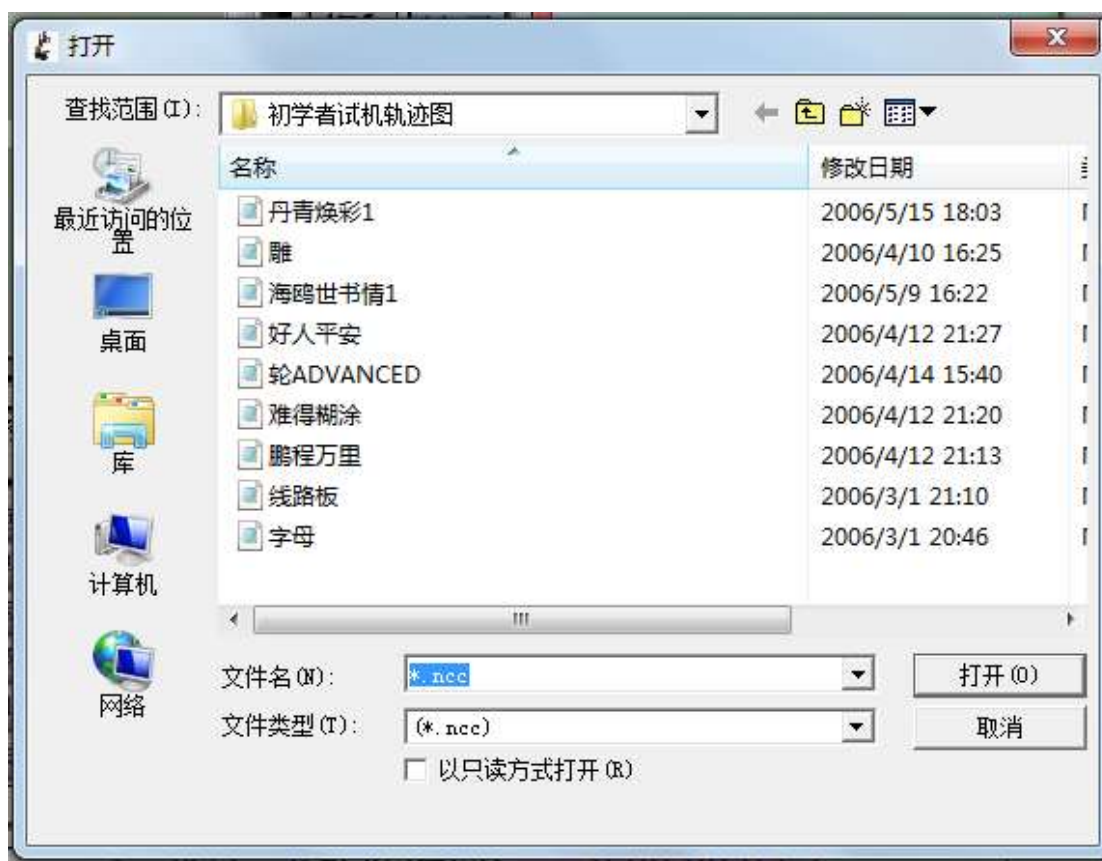 打开
查找范围(I):
初学者试机轨迹图
名称
修改日期
丹青焕彩1
2006/5/15 18:03
雕
2006/4/10 16:25
海鸥世书情1
2006/5/9 16:22
好人平安
2006/4/12 21:27
轮ADVANCED
2006/4/14 15:40
难得糊涂
2006/4/12 21:20
鹏程万里
2006/4/12 21:13
线路板
2006/3/1 21:10
字母
2006/3/1 20:46
最近访问的位
置
桌面
库
计算机
网络
文件名(N):
*.ncc
打开(O)
文件类型(T):
(*.ncc)
取消
以只读方式打开(R)